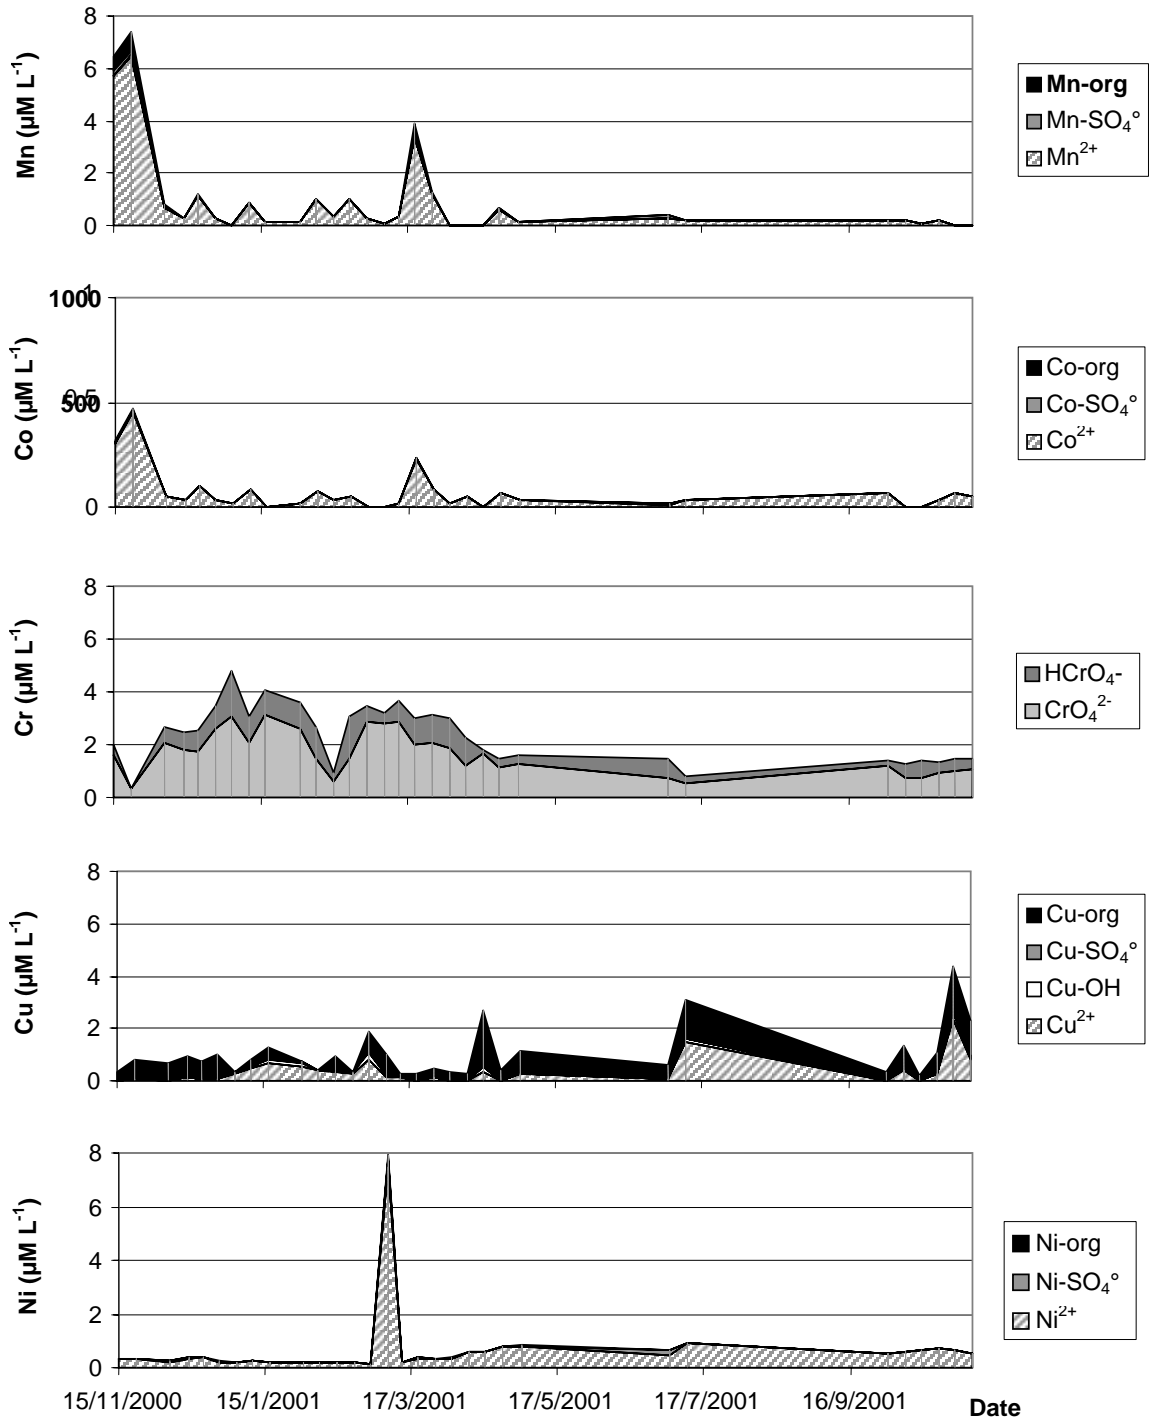 8
6
4
2
0
Mn (µM L-1)
Mn-org
Mn-SO4°
Mn2+
1000
1
500
0.5
0
Co (µM L-1)
Co-org
Co-SO4°
Co2+
8
6
4
2
0
Cr (µM L-1)
HCrO4-
CrO42-
8
6
4
2
0
Cu (µM L-1)
Cu-org
Cu-SO4°
Cu-OH
Cu2+
8
6
4
2
0
Ni (µM L-1)
Ni-org
Ni-SO4°
Ni2+
15/11/2000 15/1/2001 17/3/2001 17/5/2001 17/7/2001 16/9/2001
Date